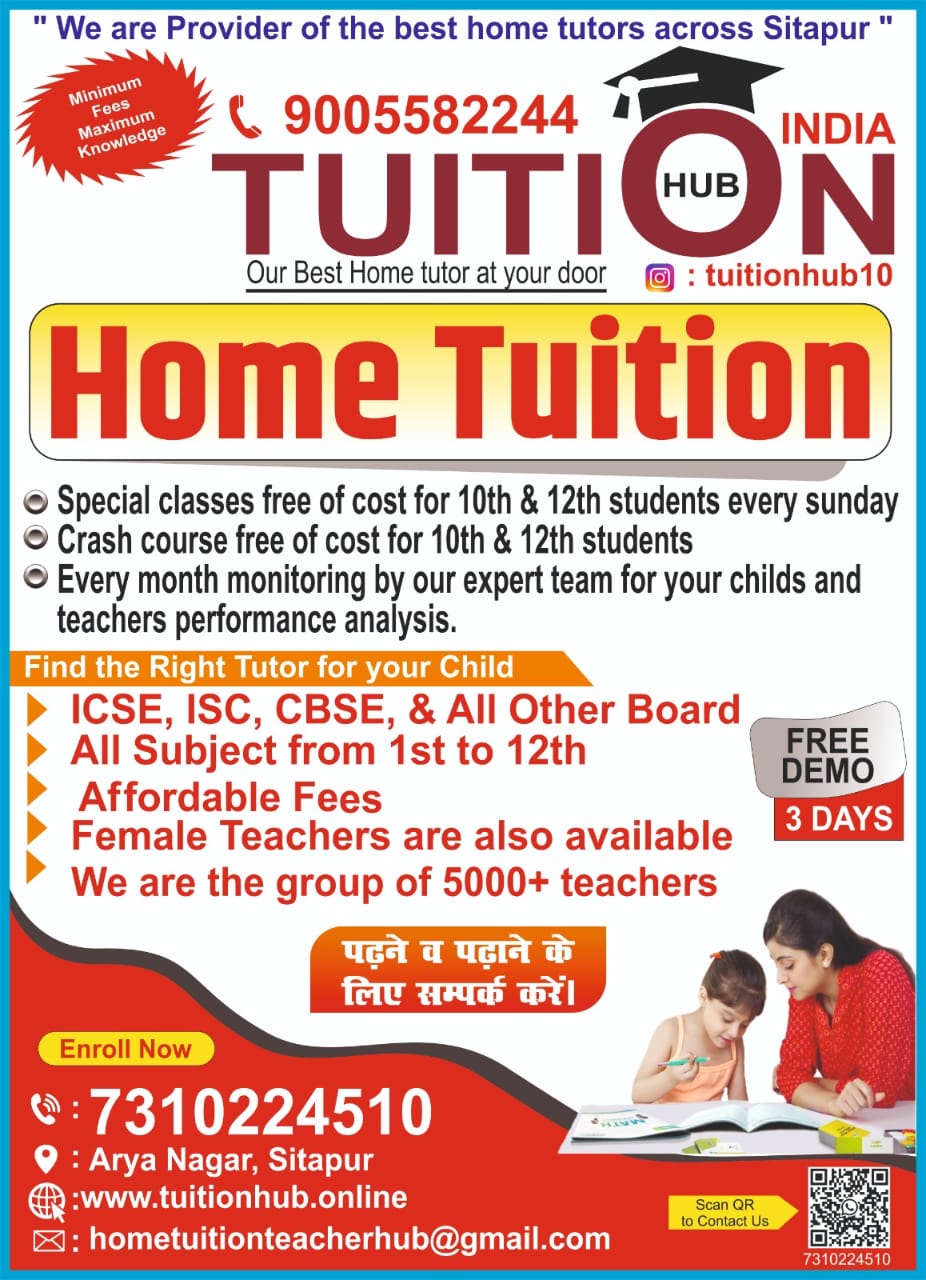 " We are Provider of the best home tutors across Sitapur "
Minimum
Fees
Maximum
Knowledge
9005582244
INDIA
TUITION
HUB
Our Best Home tutor at your door
: tuitionhub10
Home Tuition
Special classes free of cost for 10th & 12th students every sunday
Crash course free of cost for 10th & 12th students
Every month monitoring by our expert team for your childs and
teachers performance analysis.
Find the Right Tutor for your Child
ICSE, ISC, CBSE, & All Other Board
All Subject from 1st to 12th
Affordable Fees
Female Teachers are also available
We are the group of 5000+ teachers
FREE
DEMO
3 DAYS
पढ़ने व पढ़ाने के
लिए सम्पर्क करें।
Enroll Now
: 7310224510
: Arya Nagar, Sitapur
:www.tuitionhub.online
: hometuitionteacherhub@gmail.com
MATH
Scan QR
to Contact Us
7310224510